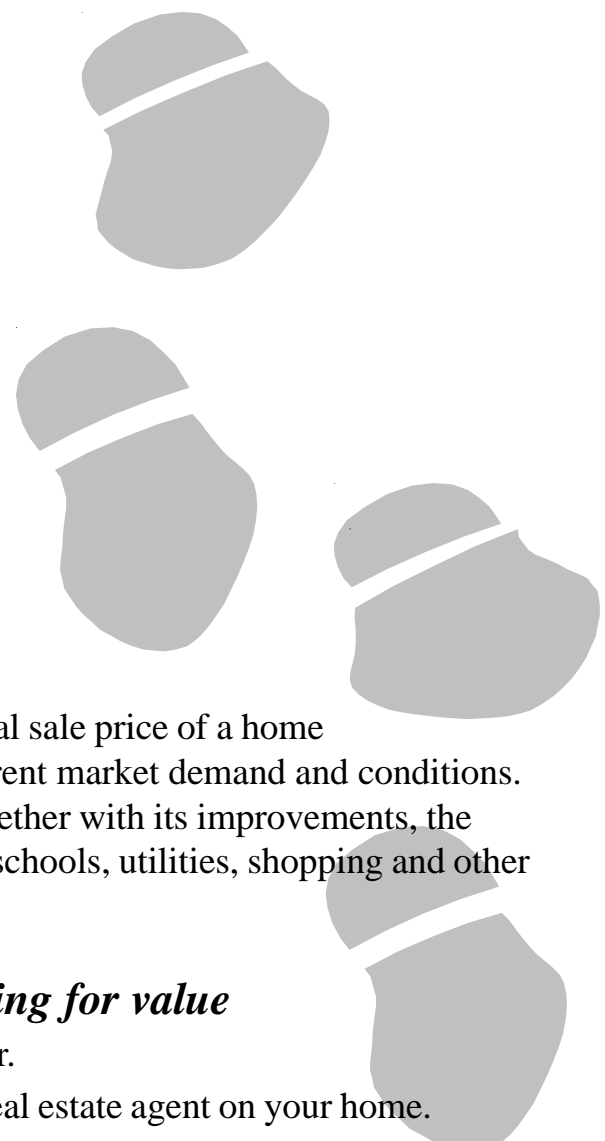 al sale price of a home
rent market demand and conditions.
ether with its improvements, the
schools, utilities, shopping and other
ing for value
r.
eal estate agent on your home.